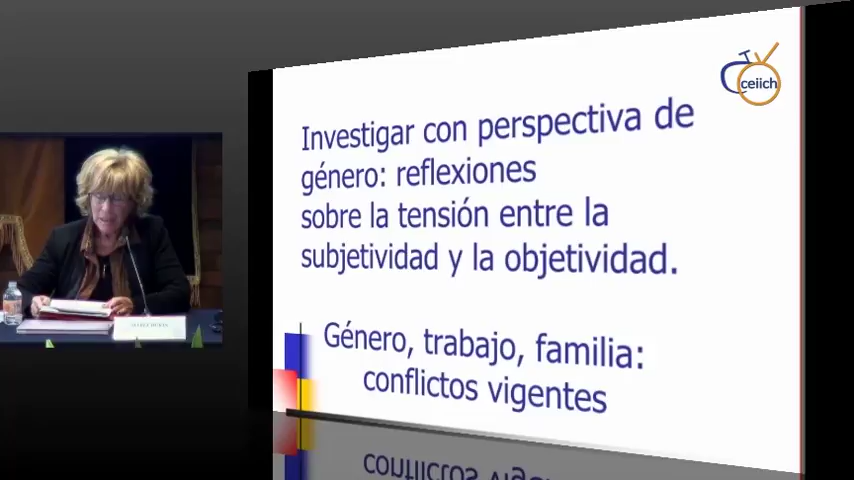 ceiich
Investigar con perspectiva de
género: reflexiones
sobre la tensión entre la
subjetividad y la objetividad.
Género, trabajo, familia:
conflictos vigentes